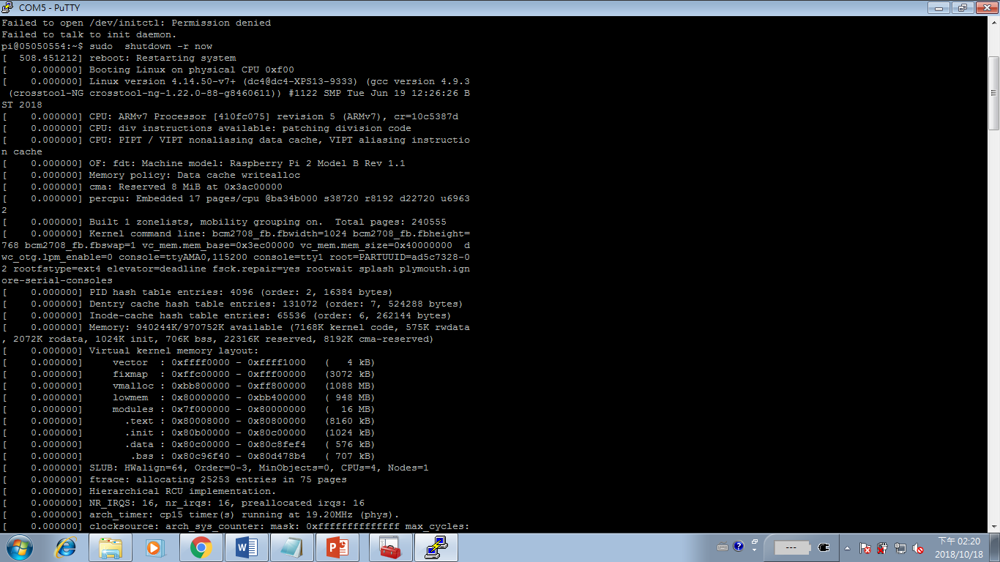 COM5 - PuTTY
Failed to open /dev/initctl: Permission denied
Failed to talk to init daemon.
pi@05050554:~$ sudo  shutdown -r now
[  508.451212] reboot: Restarting system
[    0.000000] Booting Linux on physical CPU 0xf00
[    0.000000] Linux version 4.14.50-v7+ (dc4@dc4-XPS13-9333) (gcc version 4.9.3
 (crosstool-NG crosstool-ng-1.22.0-88-g8460611)) #1122 SMP Tue Jun 19 12:26:26 B
ST 2018
[    0.000000] CPU: ARMv7 Processor [410fc075] revision 5 (ARMv7), cr=10c5387d
[    0.000000] CPU: div instructions available: patching division code
[    0.000000] CPU: PIPT / VIPT nonaliasing data cache, VIPT aliasing instructio
n cache
[    0.000000] OF: fdt: Machine model: Raspberry Pi 2 Model B Rev 1.1
[    0.000000] Memory policy: Data cache writealloc
[    0.000000] cma: Reserved 8 MiB at 0x3ac00000
[    0.000000] percpu: Embedded 17 pages/cpu @ba34b000 s38720 r8192 d22720 u6963
2
[    0.000000] Built 1 zonelists, mobility grouping on.  Total pages: 240555
[    0.000000] Kernel command line: bcm2708_fb.fbwidth=1024 bcm2708_fb.fbheight=
768 bcm2708_fb.fbswap=1 vc_mem.mem_base=0x3ec00000 vc_mem.mem_size=0x40000000  d
wc_otg.lpm_enable=0 console=ttyAMA0,115200 console=tty1 root=PARTUUID=ad5c7328-0
2 rootfstype=ext4 elevator=deadline fsck.repair=yes rootwait splash plymouth.ign
ore-serial-consoles
[    0.000000] PID hash table entries: 4096 (order: 2, 16384 bytes)
[    0.000000] Dentry cache hash table entries: 131072 (order: 7, 524288 bytes)
[    0.000000] Inode-cache hash table entries: 65536 (order: 6, 262144 bytes)
[    0.000000] Memory: 940244K/970752K available (7168K kernel code, 575K rwdata
, 2072K rodata, 1024K init, 706K bss, 22316K reserved, 8192K cma-reserved)
[    0.000000] Virtual kernel memory layout:
[    0.000000]     vector  : 0xffff0000 - 0xffff1000   (   4 kB)
[    0.000000]     fixmap  : 0xffc00000 - 0xfff00000   (3072 kB)
[    0.000000]     vmalloc : 0xbb800000 - 0xff800000   (1088 MB)
[    0.000000]     lowmem  : 0x80000000 - 0xbb400000   ( 948 MB)
[    0.000000]     modules : 0x7f000000 - 0x80000000   (  16 MB)
[    0.000000]       .text : 0x80008000 - 0x80800000   (8160 kB)
[    0.000000]       .init : 0x80b00000 - 0x80c00000   (1024 kB)
[    0.000000]       .data : 0x80c00000 - 0x80c8fef4   ( 576 kB)
[    0.000000]        .bss : 0x80c96f40 - 0x80d478b4   ( 707 kB)
[    0.000000] SLUB: HWalign=64, Order=0-3, MinObjects=0, CPUs=4, Nodes=1
[    0.000000] ftrace: allocating 25253 entries in 75 pages
[    0.000000] Hierarchical RCU implementation.
[    0.000000] NR_IRQS: 16, nr_irqs: 16, preallocated irqs: 16
[    0.000000] arch_timer: cp15 timer(s) running at 19.20MHz (phys).
[    0.000000] clocksource: arch_sys_counter: mask: 0xffffffffffffff max_cycles:
---
下午 02:20
2018/10/18